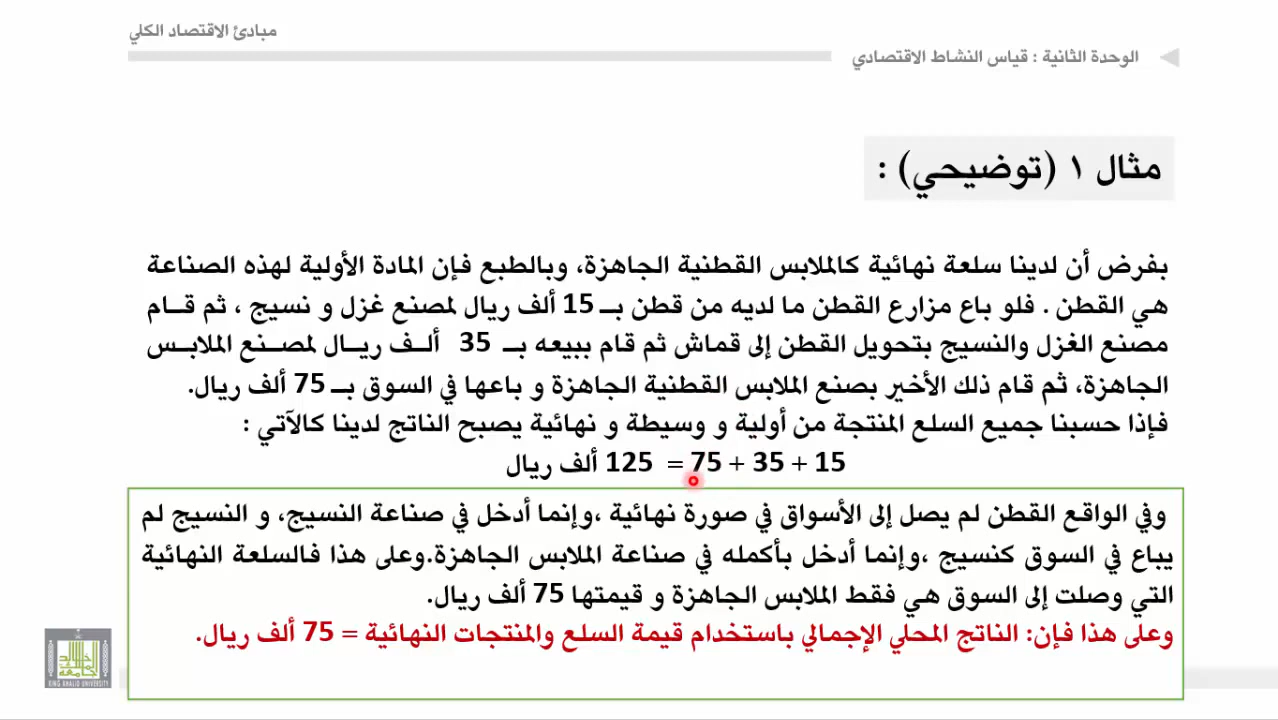 مبادئ الاقتصاد الكلي
الوحدة الثانية : قياس النشاط الاقتصادي
مثال ١ (توضيحي) :
بفرض أن لدينا سلعة نهائية كالملابس القطنية الجاهزة، وبالطبع فإن المادة الأولية لهذه الصناعة
هي القطن . فلو باع مزارع القطن ما لديه من قطن بـ 15 ألف ريال لمصنع غزل و نسيج ، ثم قام
مصنع الغزل والنسيج بتحويل القطن إلى قماش ثم قام ببيعه بـ 35 ألف ريال لمصنع الملابس
الجاهزة، ثم قام ذلك الأخير بصنع الملابس القطنية الجاهزة و باعها في السوق بـ 75 ألف ريال.
فإذا حسبنا جميع السلع المنتجة من أولية و وسيطة و نهائية يصبح الناتج لدينا كالآتي :
15 + 35 + 75 = 125 ألف ريال
وفي الواقع القطن لم يصل إلى الأسواق في صورة نهائية ،وإنما أدخل في صناعة النسيج، و النسيج لم
يباع في السوق كنسيج ،وإنما أدخل بأكمله في صناعة الملابس الجاهزة.وعلى هذا فالسلعة النهائية
التي وصلت إلى السوق هي فقط الملابس الجاهزة و قيمتها 75 ألف ريال.
وعلى هذا فإن: الناتج المحلي الإجمالي باستخدام قيمة السلع والمنتجات النهائية = 75 ألف ريال.
KING KHALID UNIVERSITY